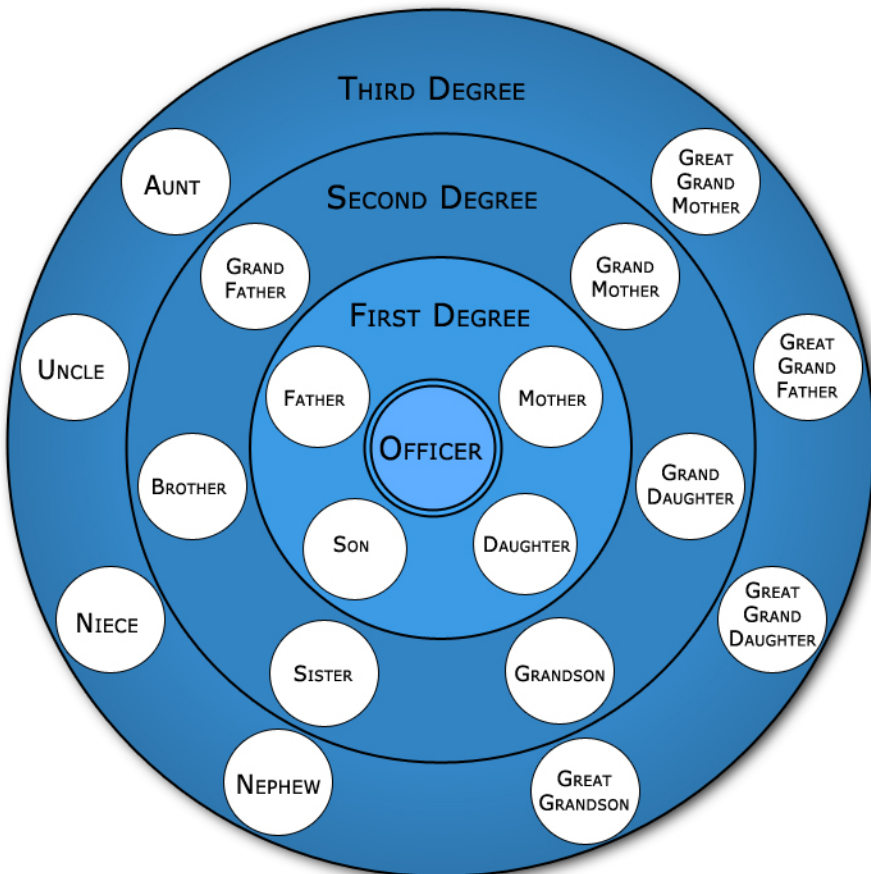 Third Degree
Aunt
Great
Grand
Mother
Second Degree
Grand
Father
Grand
Mother
First Degree
Uncle
Great
Grand
Father
Father
Mother
Officer
Brother
Grand
Daughter
Son
Daughter
Niece
Great
Grand
Daughter
Sister
Grandson
Nephew
Great
Grandson